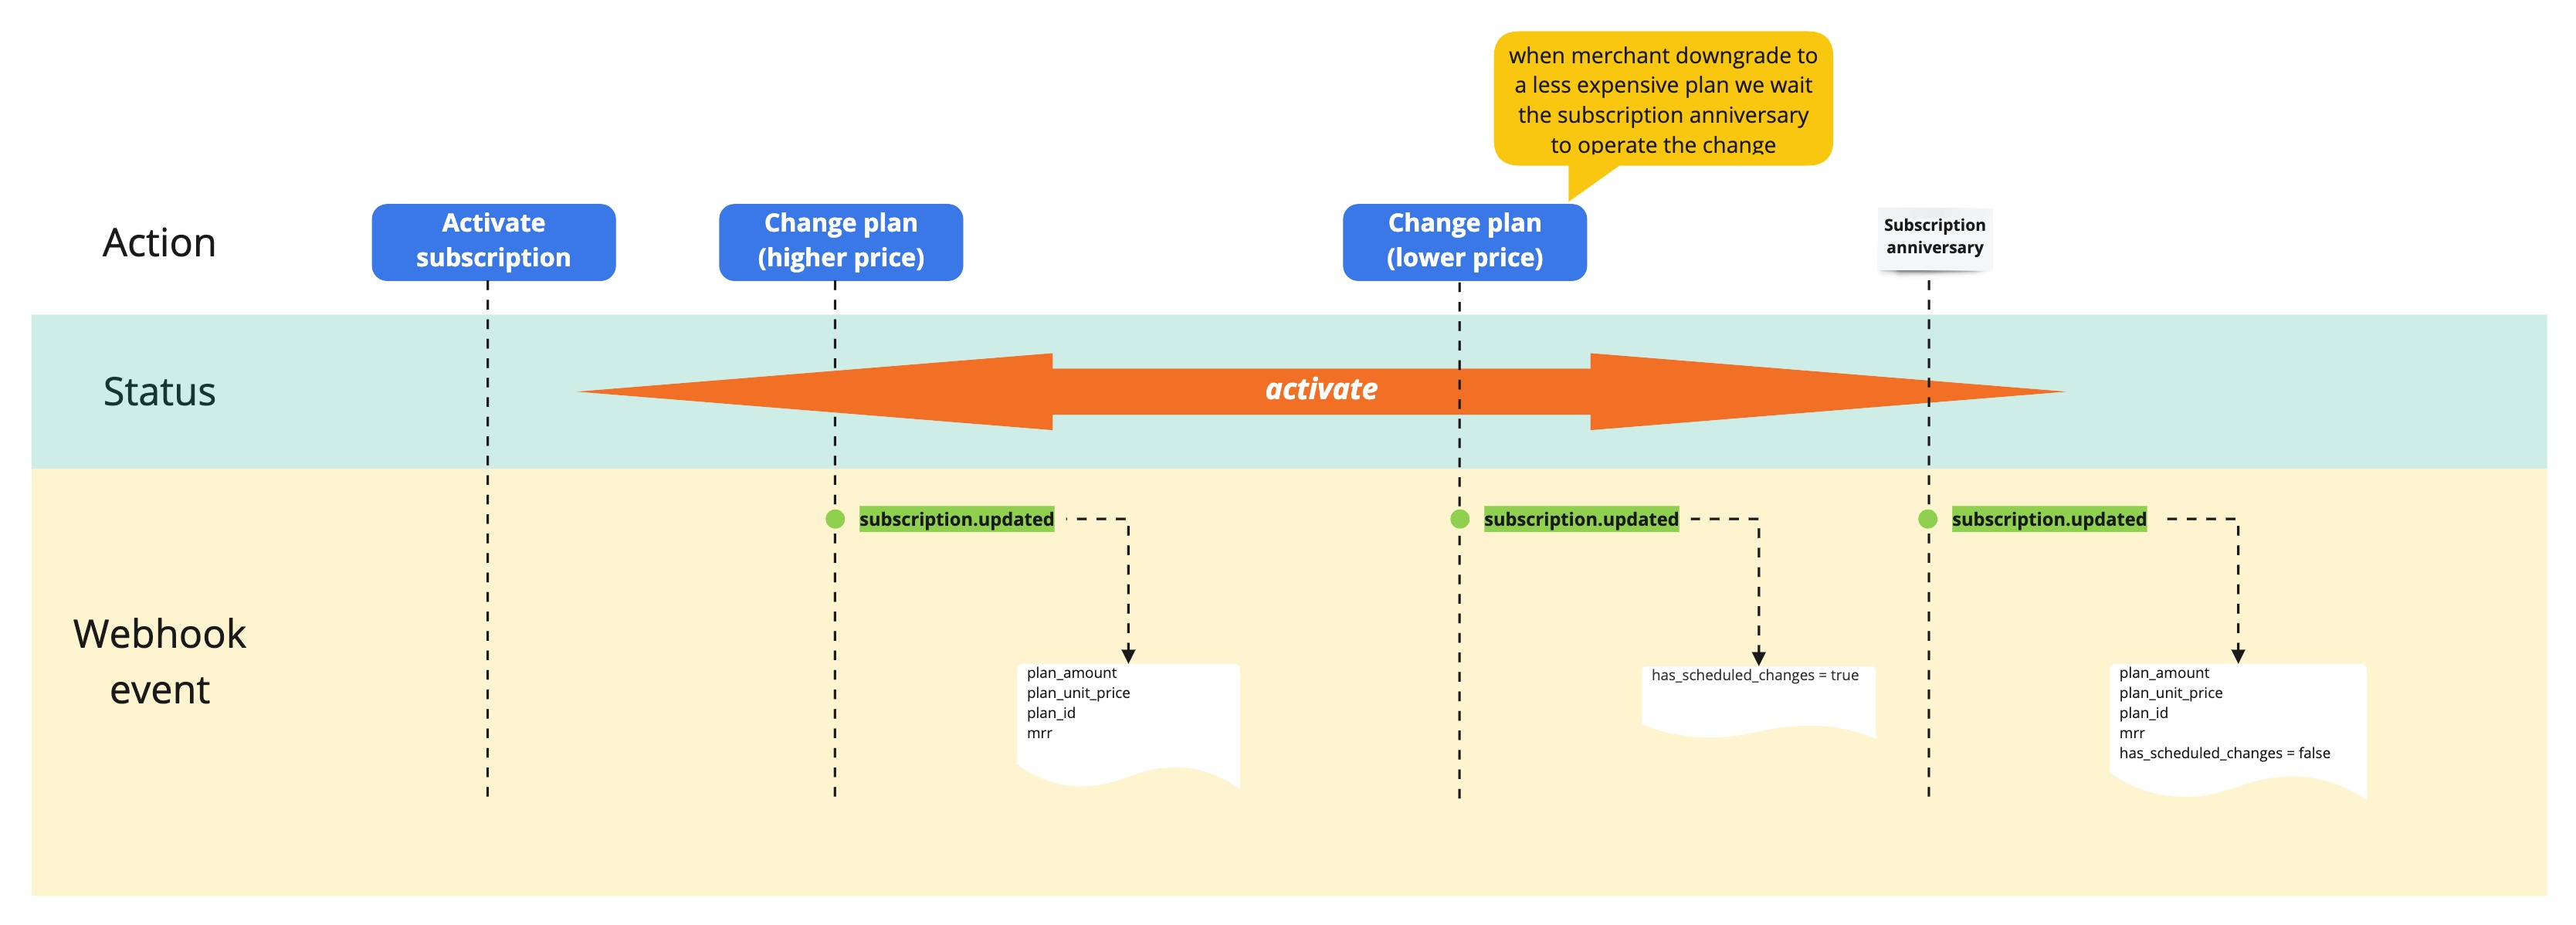 when merchant downgrade to
a less expensive plan we wait
the subscription anniversary
to operate the change
Action
Activate
subscription
Change plan
(higher price)
Change plan
(lower price)
Subscription
anniversary
Status
activate
Webhook
event
subscription.updated
subscription.updated
subscription.updated
plan_amount
plan_unit_price
plan_id
mrr
has_scheduled_changes = true
plan_amount
plan_unit_price
plan_id
mrr
has_scheduled_changes = false